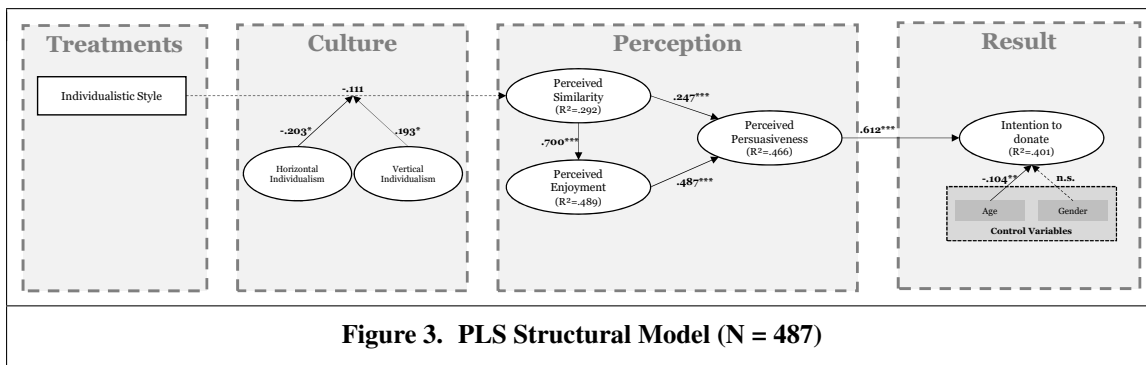 Treatments
Culture
Perception
Result
Individualistic Style
-.111
-.203*
.193*
Horizontal
Individualism
Vertical
Individualism
Perceived
Similarity
(R²=.292)
.247***
.700***
Perceived
Enjoyment
(R²=.489)
.487***
Perceived
Persuasiveness
(R²=.466)
.612***
Intention to
donate
(R²=.401)
-.104**
n.s.
Age
Gender
Control Variables
Figure 3. PLS Structural Model (N = 487)